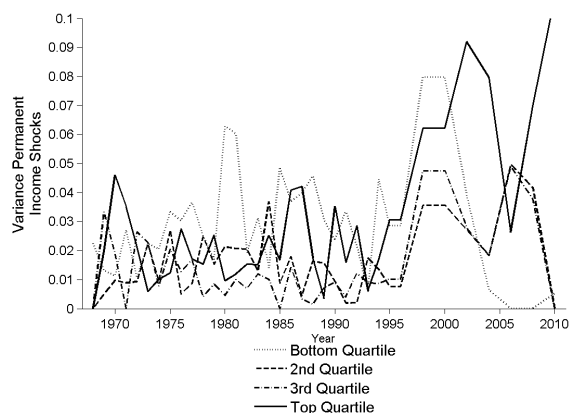 0.1
0.09
0.08
0.07
0.06
0.05
0.04
0.03
0.02
0.01
0
Variance Permanent
Income Shocks
1970 1975 1980 1985 1990 1995 2000 2005 2010
Year
Bottom Quartile
2nd Quartile
3rd Quartile
Top Quartile